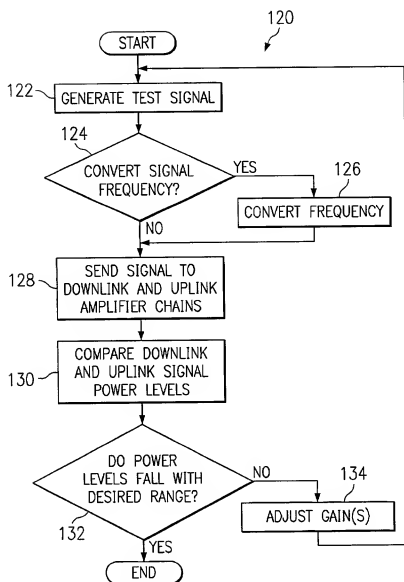 START
120
122
GENERATE TEST SIGNAL
124
CONVERT SIGNAL
FREQUENCY?
YES
126
CONVERT FREQUENCY
NO
128
SEND SIGNAL TO
DOWNLINK AND UPLINK
AMPLIFIER CHAINS
130
COMPARE DOWNLINK
AND UPLINK SIGNAL
POWER LEVELS
DO POWER
LEVELS FALL WITH
DESIRED RANGE?
NO
134
ADJUST GAIN(S)
132
YES
END